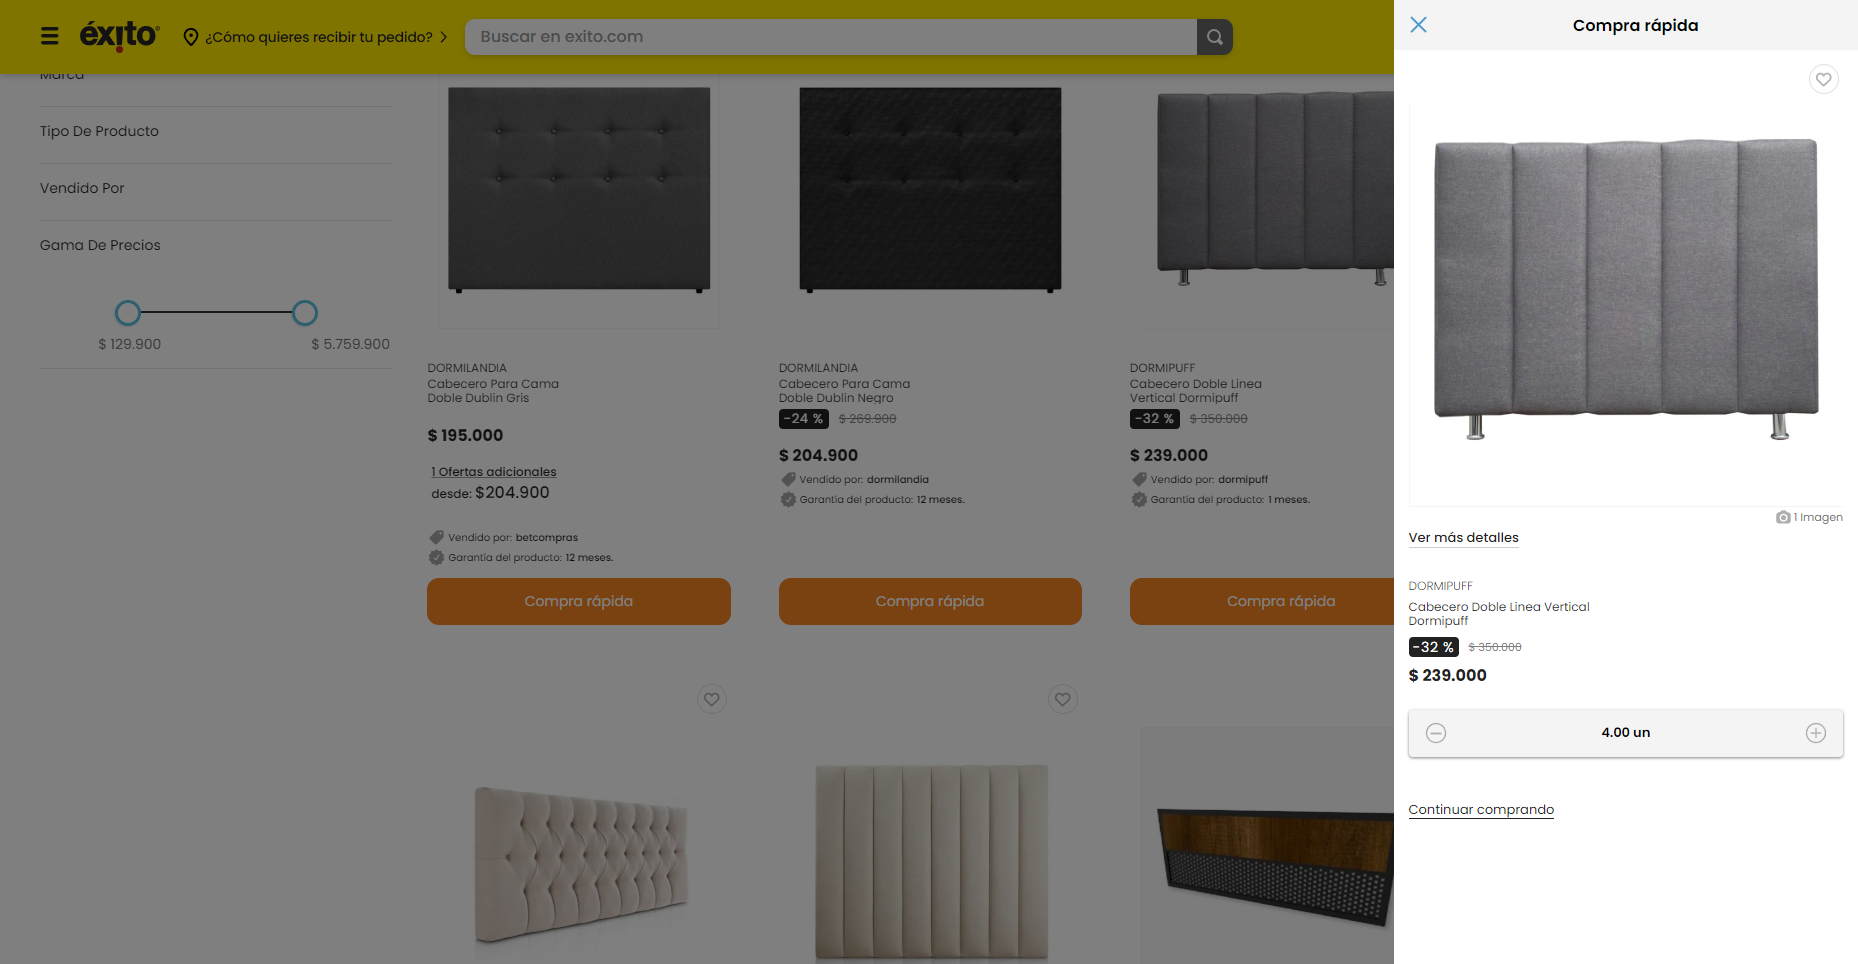 éxito
¿Cómo quieres recibir tu pedido?
Buscar en exito.com
Marca
Tipo De Producto
Vendido Por
Gama De Precios
$ 129.900
$ 5.759.900
DORMILANDIA
Cabecero Para Cama
Doble Dublin Gris
$ 195.000
1 Ofertas adicionales
desde: $204.900
Vendido por: betcompras
Garantía del producto: 12 meses.
Compra rápida
DORMILANDIA
Cabecero Para Cama
Doble Dublin Negro
-24 % $ 269.900
$ 204.900
Vendido por: dormilandia
Garantía del producto: 12 meses.
Compra rápida
DORMIPUFF
Cabecero Doble Linea
Vertical Dormipuff
-32 % $ 350.000
$ 239.000
Vendido por: dormipuff
Garantía del producto: 1 meses.
Compra rápida
Compra rápida
1 Imagen
Ver más detalles
DORMIPUFF
Cabecero Doble Linea Vertical
Dormipuff
-32 % $ 350.000
$ 239.000
4.00 un
Continuar comprando